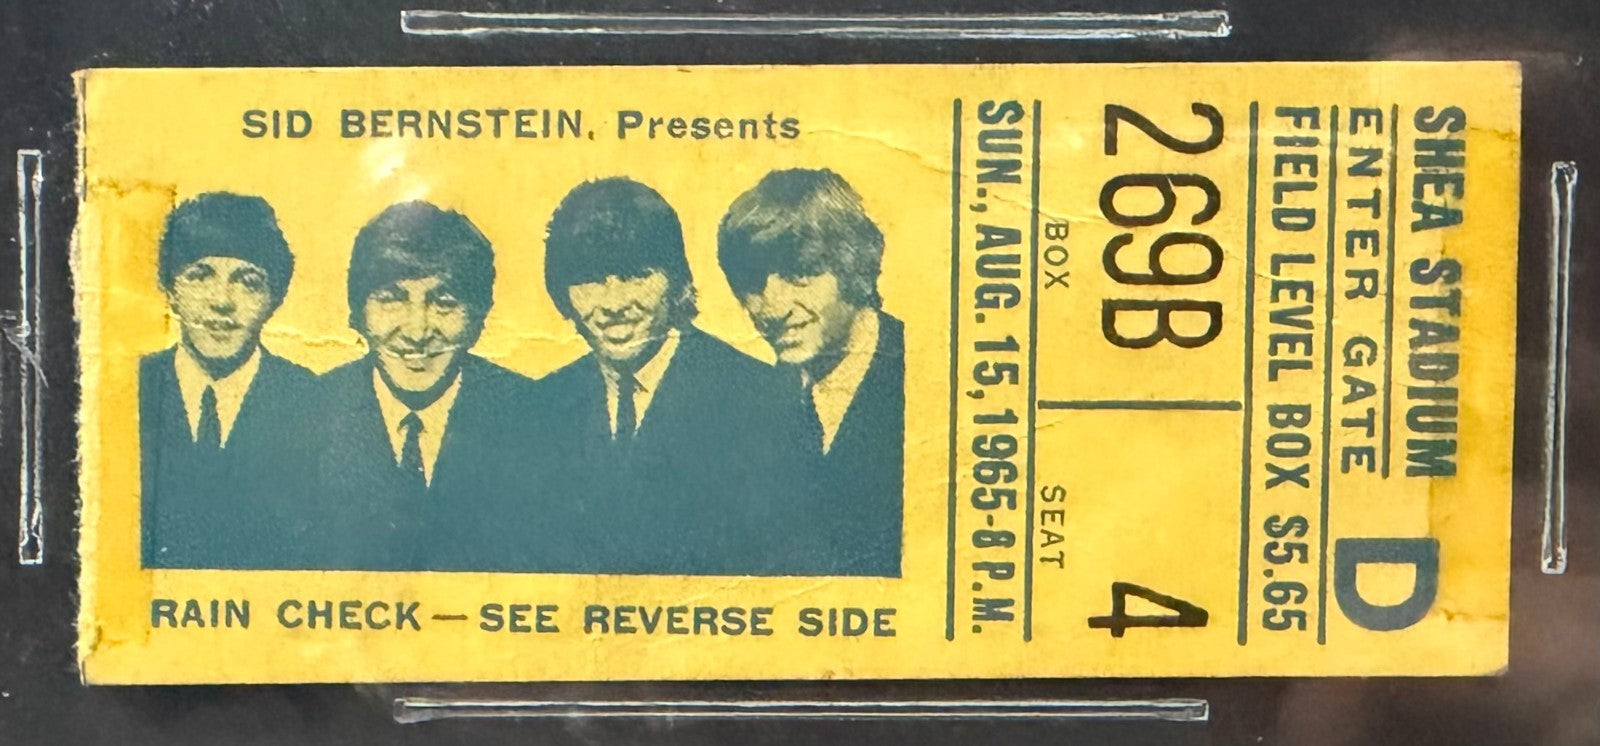 SID BERNSTEIN, Presents
RAIN CHECK — SEE REVERSE SIDE
SHEA STADIUM
ENTER GATE D
FIELD LEVEL BOX $5.65
BOX 269B
SEAT 4
SUN., AUG. 15, 1965-8 P.M.